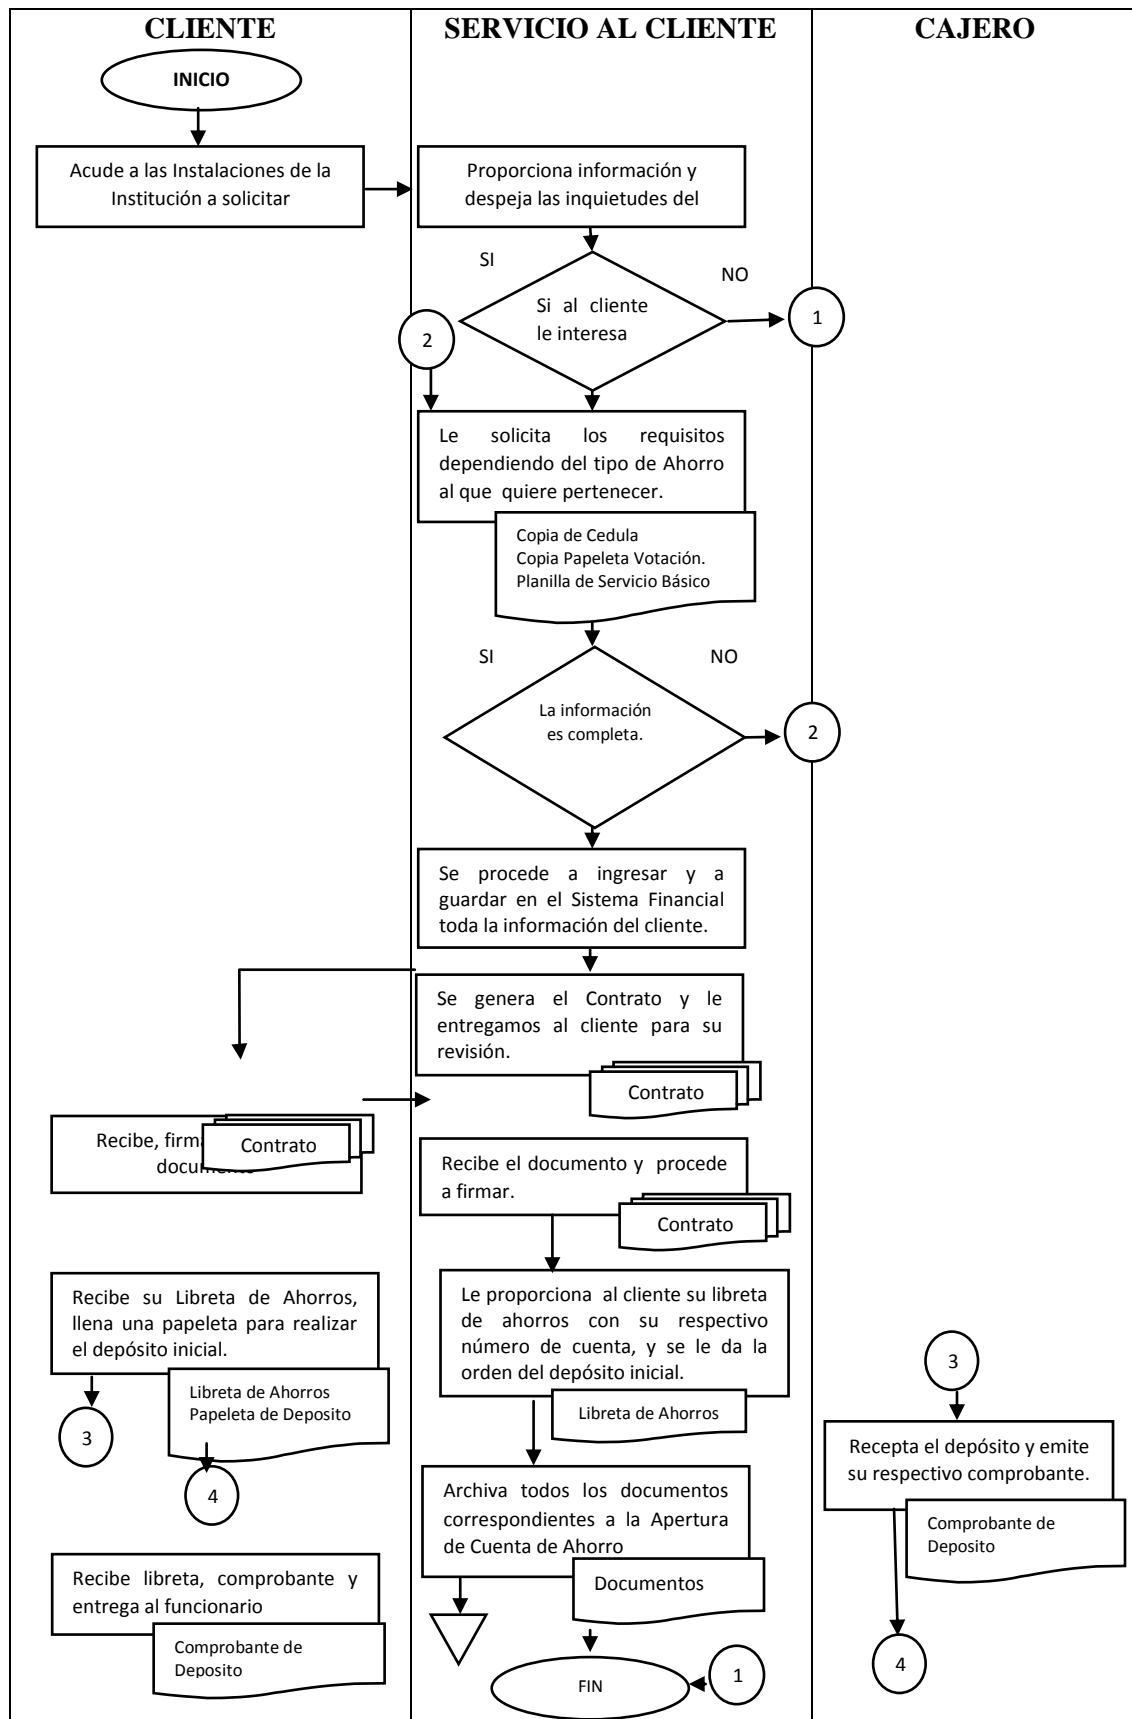 CLIENTE
SERVICIO AL CLIENTE
CAJERO
INICIO
Acude a las Instalaciones de la
Institución a solicitar
Proporciona información y
despeja las inquietudes del
SI
NO
Si al cliente
le interesa
1
2
Le solicita los requisitos
dependiendo del tipo de Ahorro
al que quiere pertenecer.
Copia de Cedula
Copia Papeleta Votación.
Planilla de Servicio Básico
SI
NO
La información
es completa.
2
Se procede a ingresar y a
guardar en el Sistema Financial
toda la información del cliente.
Se genera el Contrato y le
entregamos al cliente para su
revisión.
Contrato
Recibe,
Contrato
Recibe el documento y procede
a firmar.
Contrato
Recibe su Libreta de Ahorros,
llena una papeleta para realizar
el depósito inicial.
Libreta de Ahorros
Papeleta de Deposito
3
4
Le proporciona al cliente su libreta
de ahorros con su respectivo
número de cuenta, y se le da la
orden del depósito inicial.
Libreta de Ahorros
3
Recepta el depósito y emite
su respectivo comprobante.
Comprobante de
Deposito
4
Archiva todos los documentos
correspondientes a la Apertura
de Cuenta de Ahorro
Documentos
Recibe libreta, comprobante y
entrega al funcionario
Comprobante de
Deposito
1
FIN